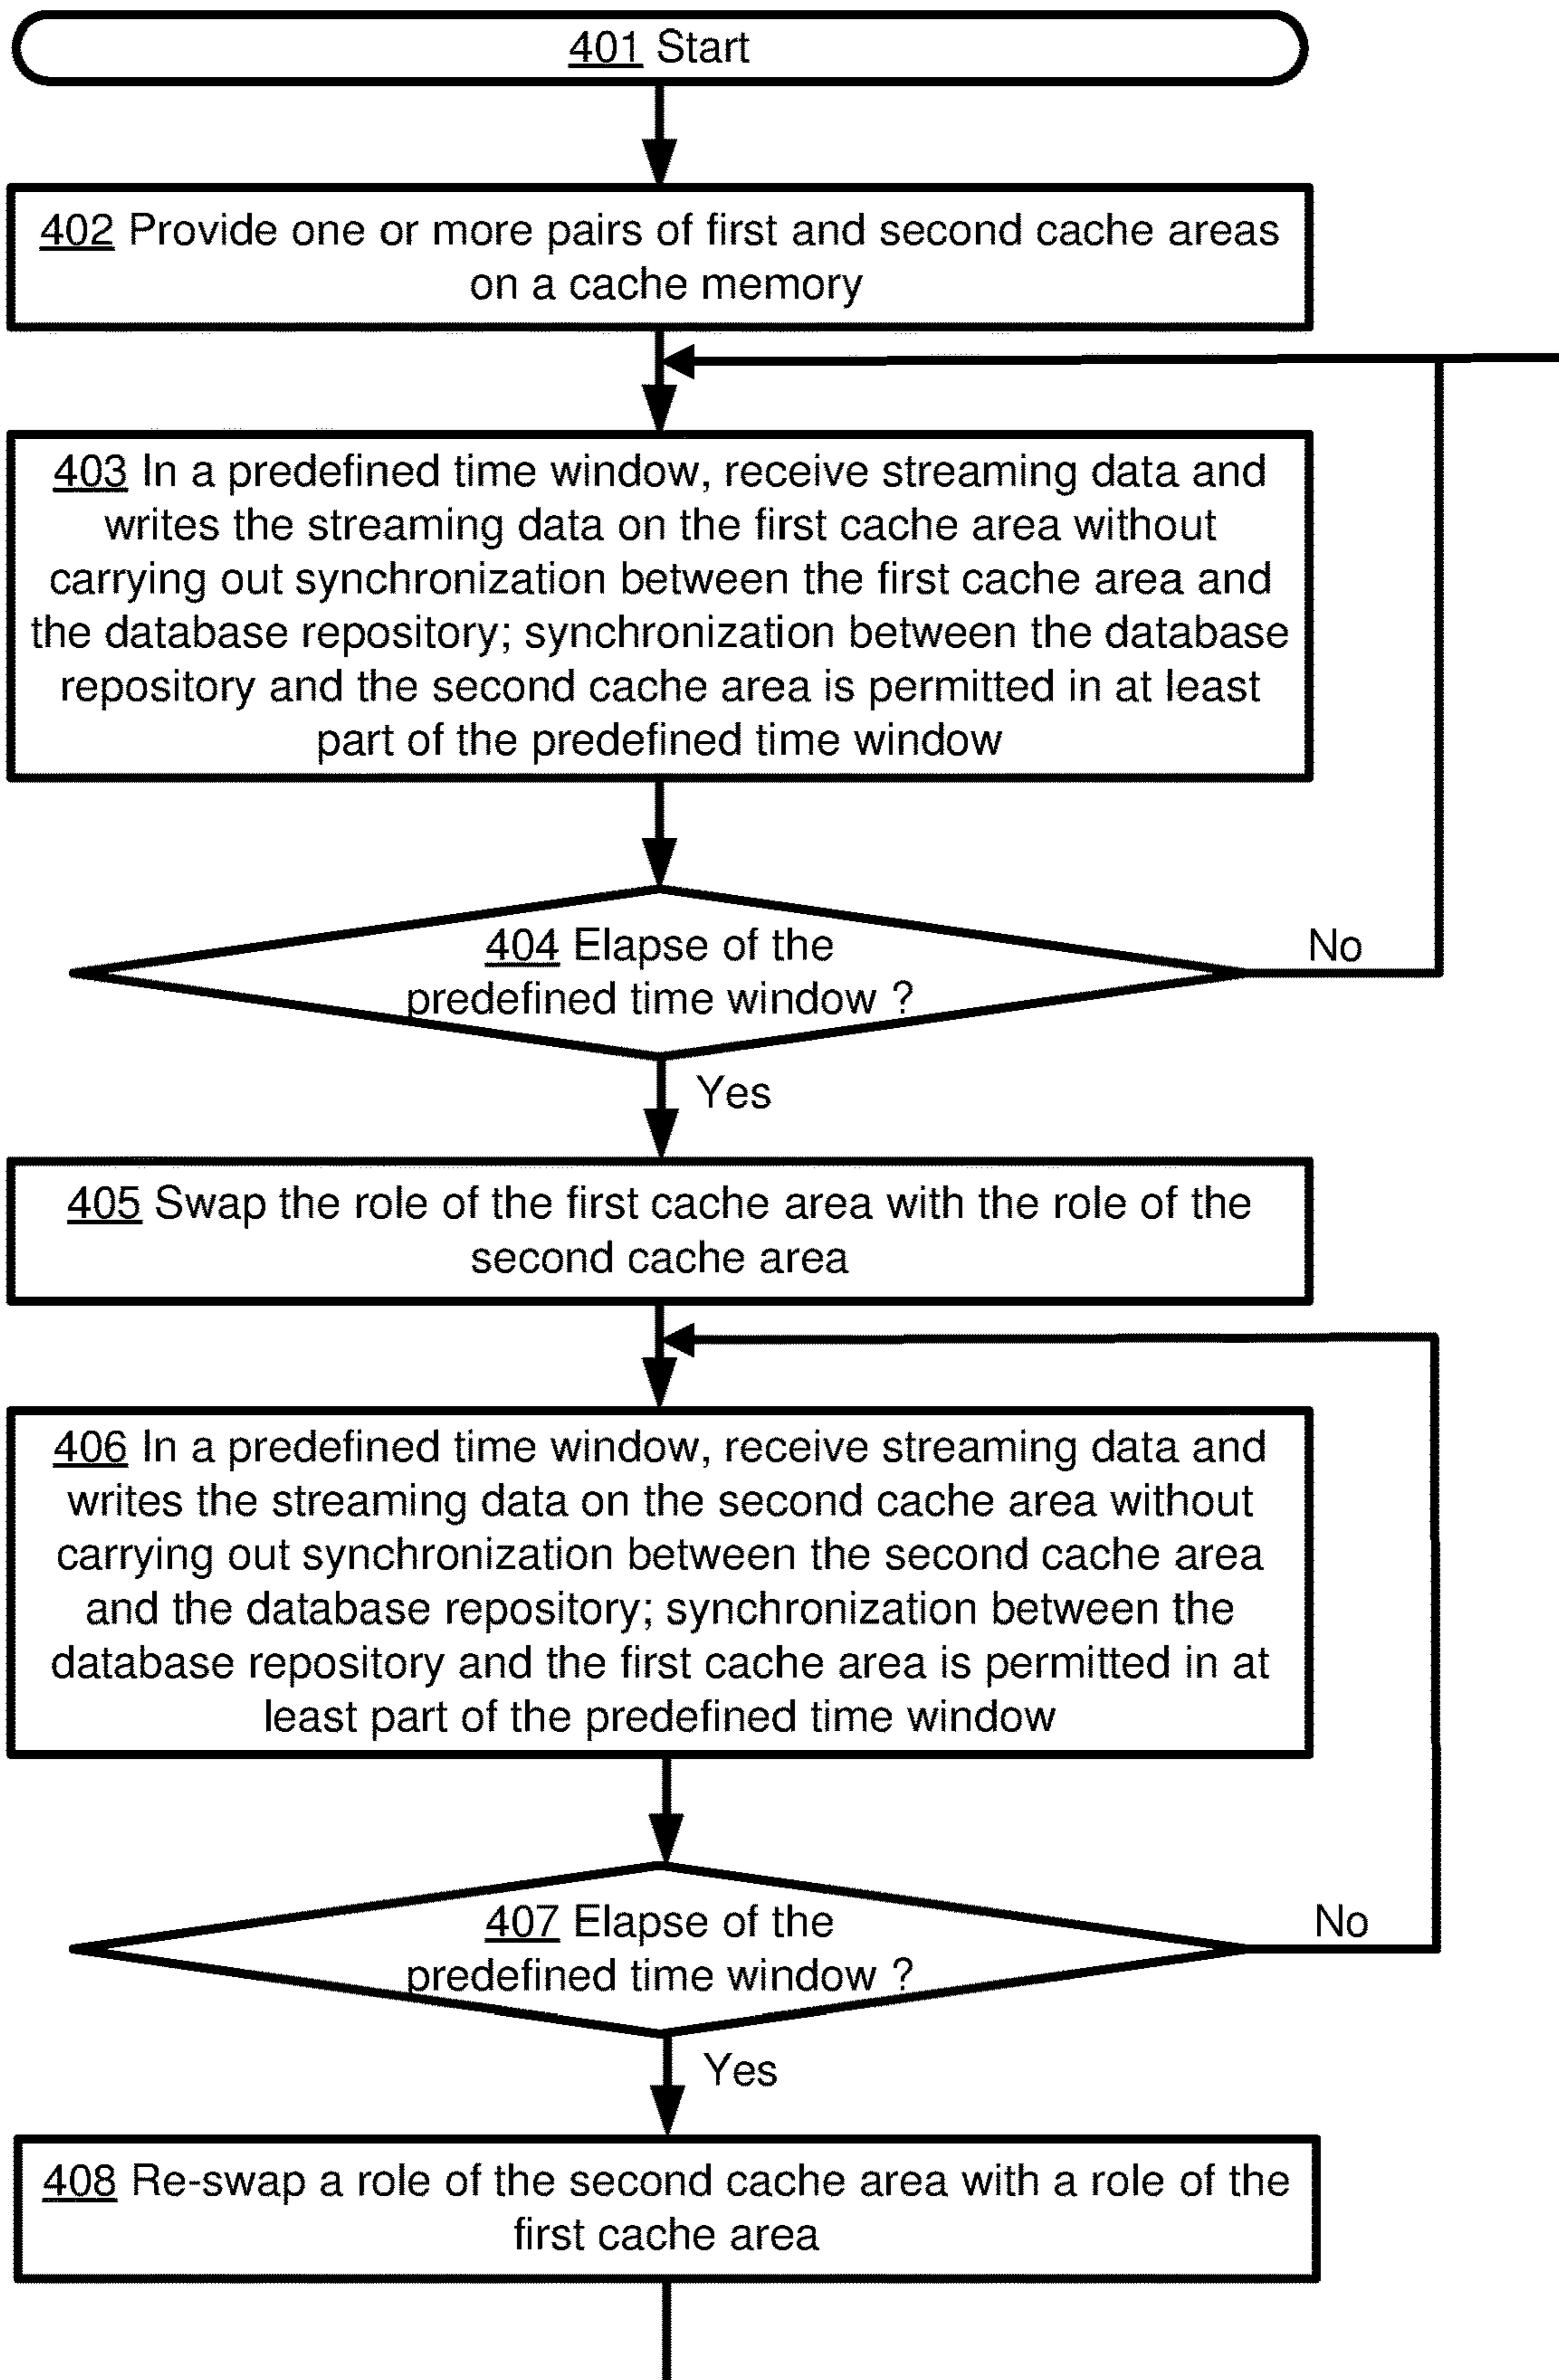 401 Start
402 Provide one or more pairs of first and second cache areas
on a cache memory
403 In a predefined time window, receive streaming data and
writes the streaming data on the first cache area without
carrying out synchronization between the first cache area and
the database repository; synchronization between the database
repository and the second cache area is permitted in at least
part of the predefined time window
404 Elapse of the
predefined time window ?
No
Yes
405 Swap the role of the first cache area with the role of the
second cache area
406 In a predefined time window, receive streaming data and
writes the streaming data on the second cache area without
carrying out synchronization between the second cache area
and the database repository; synchronization between the
database repository and the first cache area is permitted in at
least part of the predefined time window
407 Elapse of the
predefined time window ?
No
Yes
408 Re-swap a role of the second cache area with a role of the
first cache area